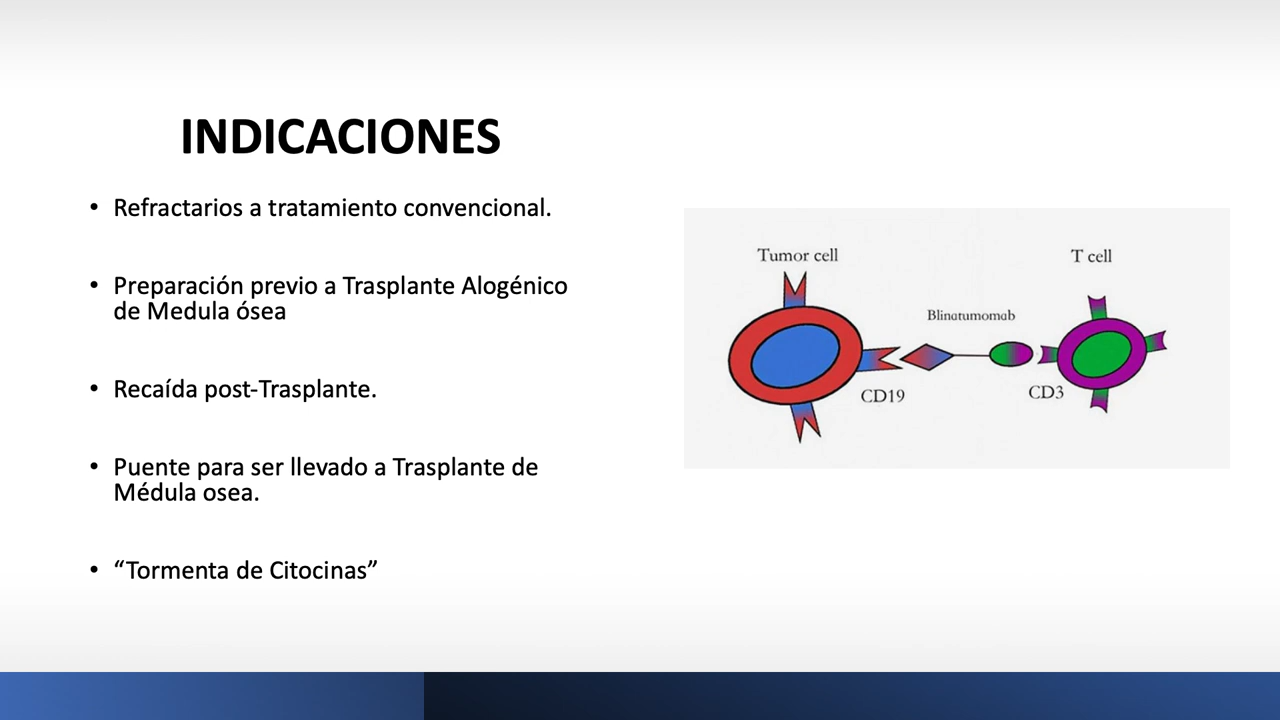 INDICACIONES
• Refractarios a tratamiento convencional.
• Preparación previo a Trasplante Alogénico
de Medula ósea
• Recaída post-Trasplante.
• Puente para ser llevado a Trasplante de
Médula osea.
• “Tormenta de Citocinas”
Tumor cell
T cell
Blinatumomab
CD19
CD3